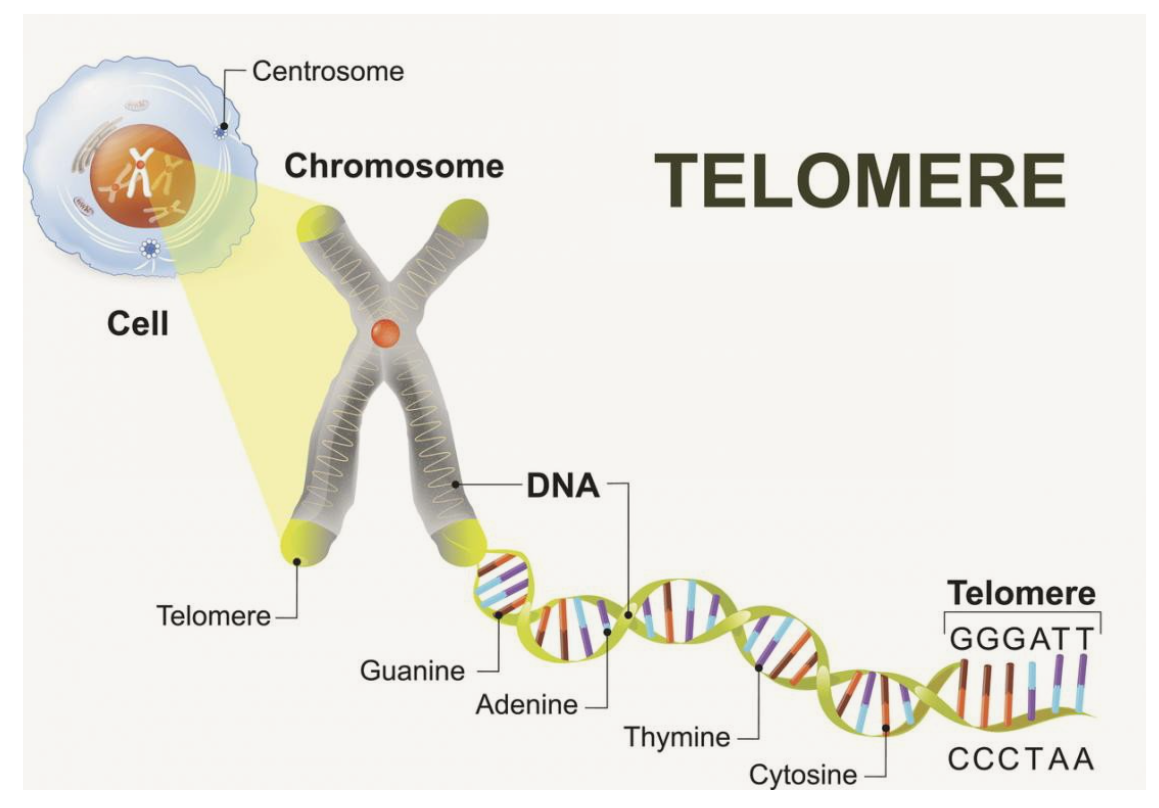 Centrosome
Chromosome
TELOMERE
Cell
DNA
Telomere
Telomere
GGGATT
Guanine
Adenine
Thymine
Cytosine
CCCTAA